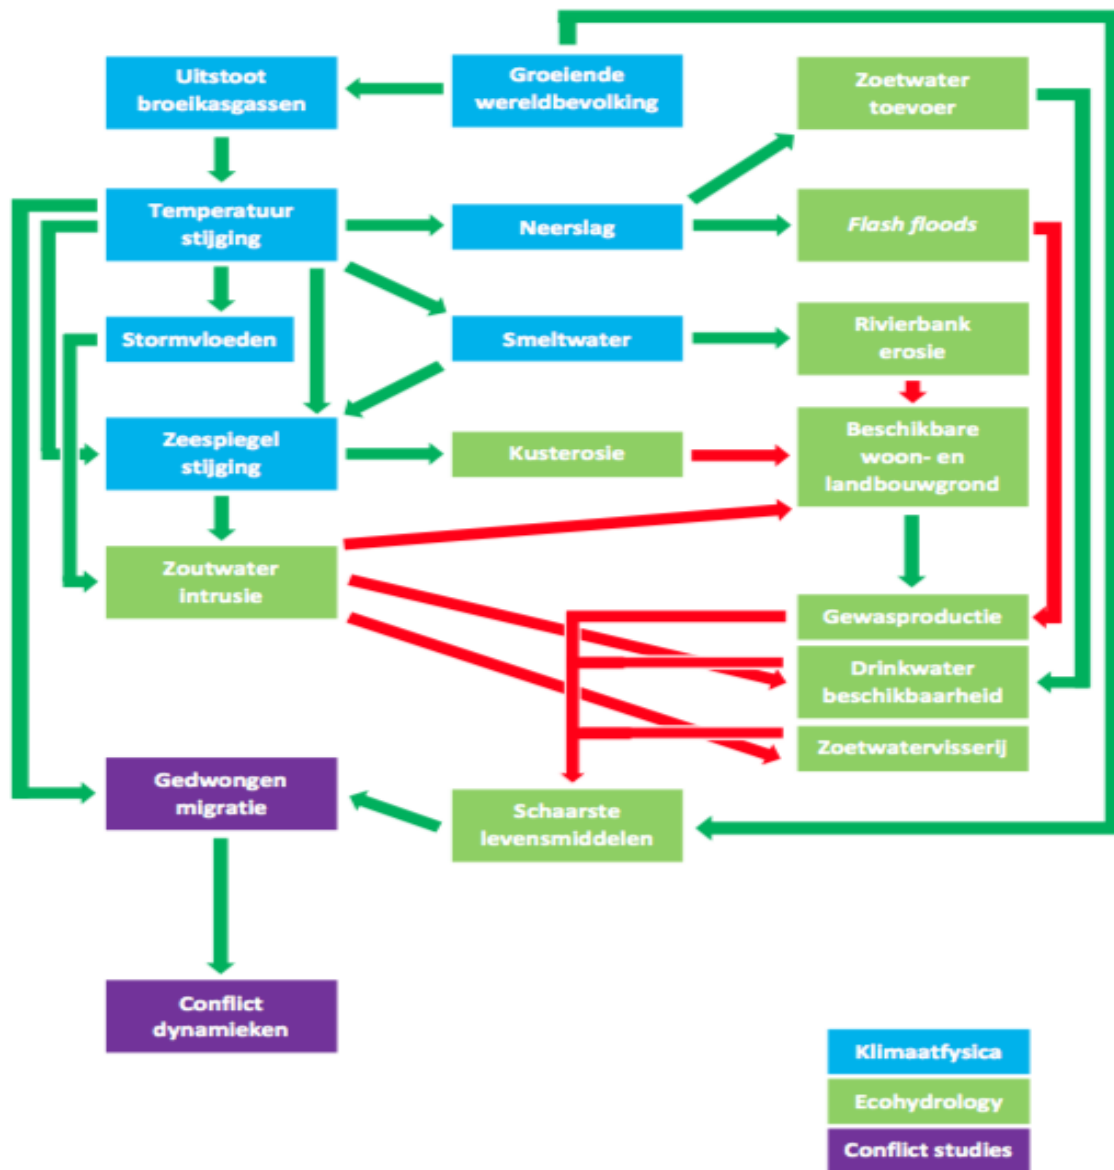 Uitstoot
broeikasgassen
Groeiende
wereldbevolking
Zoetwater
toevoer
Temperatuur
stijging
Neerslag
Flash floods
Stormvloeden
Smeltwater
Rivierbank
erosie
Zeespiegel
stijging
Kusterosie
Beschikbare
woon- en
landbouwgrond
Zoutwater
intrusie
Gewasproductie
Drinkwater
beschikbaarheid
Zoetwatervisserij
Gedwongen
migratie
Schaarste
levensmiddelen
Conflict
dynamieken
Klimaatfysica
Ecohydrology
Conflict studies